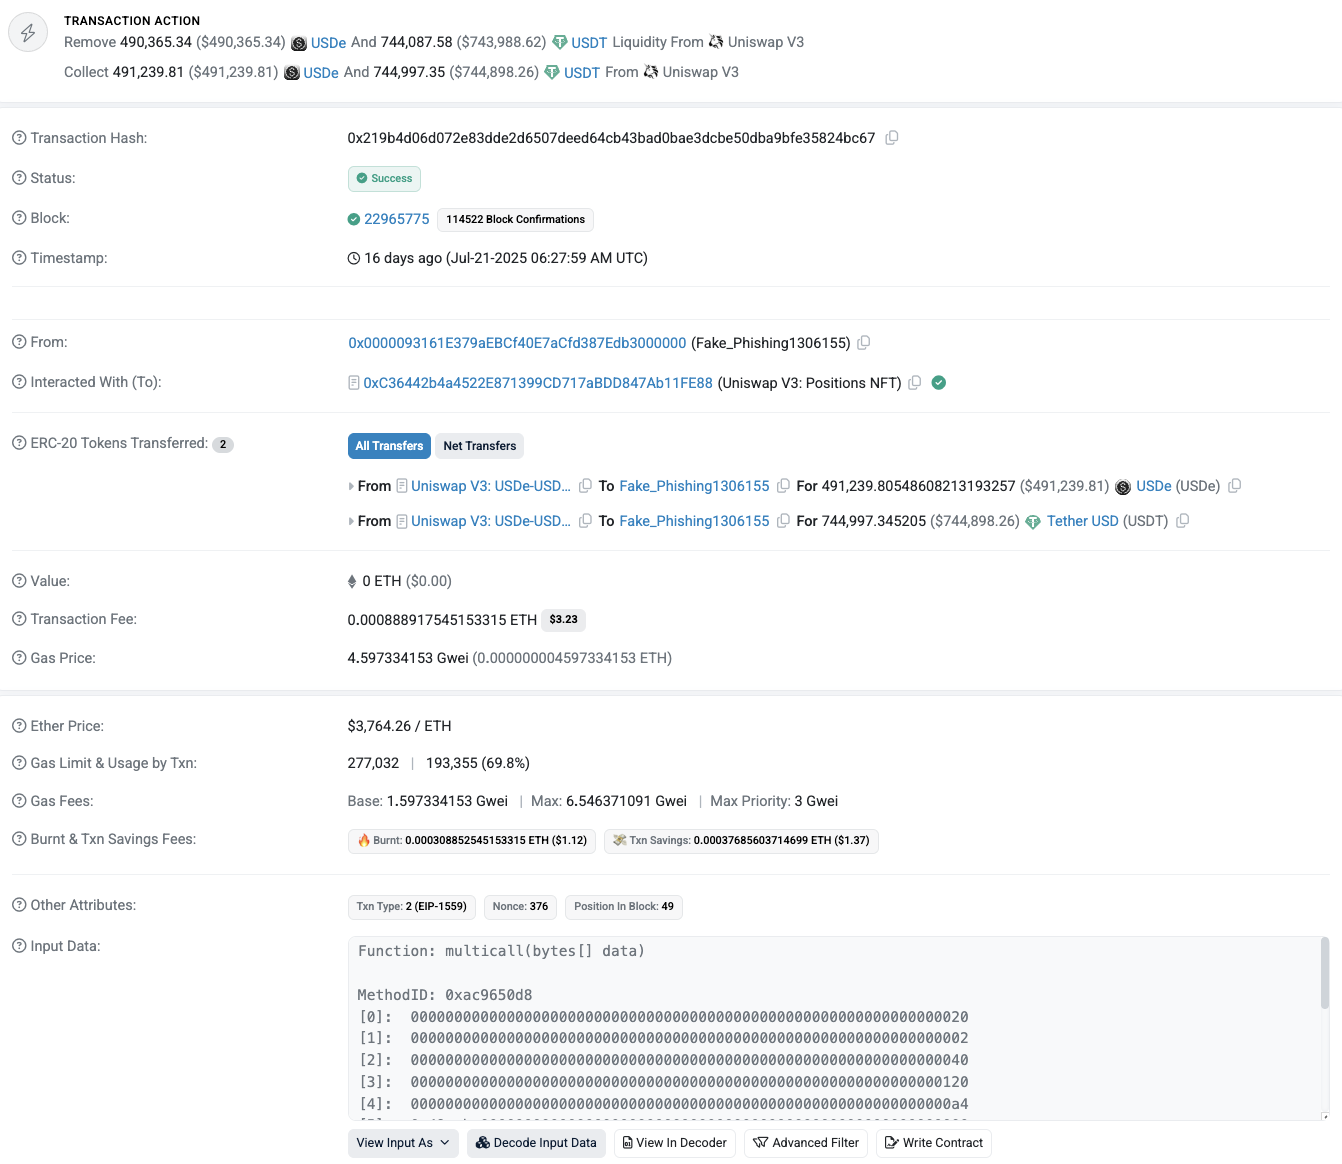 TRANSACTION ACTION
Remove 490,365.34 ($490,365.34) USDe And 744,087.58 ($743,988.62) USDT Liquidity From Uniswap V3
Collect 491,239.81 ($491,239.81) USDe And 744,997.35 ($744,898.26) USDT From Uniswap V3
Transaction Hash: 0x219b4d06d072e83dde2d6507deed64cb43bad0bae3dcbe50dba9bfe35824bc67
Status: Success
Block: 22965775 114522 Block Confirmations
Timestamp: 16 days ago (Jul-21-2025 06:27:59 AM UTC)
From: 0x0000093161E379aEBCf40E7aCfd387Edb3000000 (Fake_Phishing1306155)
Interacted With (To): 0xC36442b4a4522E871399CD717aBDD847Ab11FE88 (Uniswap V3: Positions NFT)
ERC-20 Tokens Transferred: 2 All Transfers Net Transfers
From Uniswap V3: USDe-USD... To Fake_Phishing1306155 For 491,239.80548608213193257 ($491,239.81) USDe (USDe)
From Uniswap V3: USDe-USD... To Fake_Phishing1306155 For 744,997.345205 ($744,898.26) Tether USD (USDT)
Value: 0 ETH ($0.00)
Transaction Fee: 0.000888917545153315 ETH $3.23
Gas Price: 4.597334153 Gwei (0.000000004597334153 ETH)
Ether Price: $3,764.26 / ETH
Gas Limit & Usage by Txn: 277,032 | 193,355 (69.8%)
Gas Fees: Base: 1.597334153 Gwei | Max: 6.546371091 Gwei | Max Priority: 3 Gwei
Burnt & Txn Savings Fees: Burnt: 0.000308852545153315 ETH ($1.12) Txn Savings: 0.00037685603714699 ETH ($1.37)
Other Attributes: Txn Type: 2 (EIP-1559) Nonce: 376 Position In Block: 49
Input Data: Function: multicall(bytes[] data)
MethodID: 0xac9650d8
[0]: 0000000000000000000000000000000000000000000000000000000000000020
[1]: 0000000000000000000000000000000000000000000000000000000000000002
[2]: 0000000000000000000000000000000000000000000000000000000000000040
[3]: 0000000000000000000000000000000000000000000000000000000000000120
[4]: 00000000000000000000000000000000000000000000000000000000000000a4
View Input As Decode Input Data View In Decoder Advanced Filter Write Contract